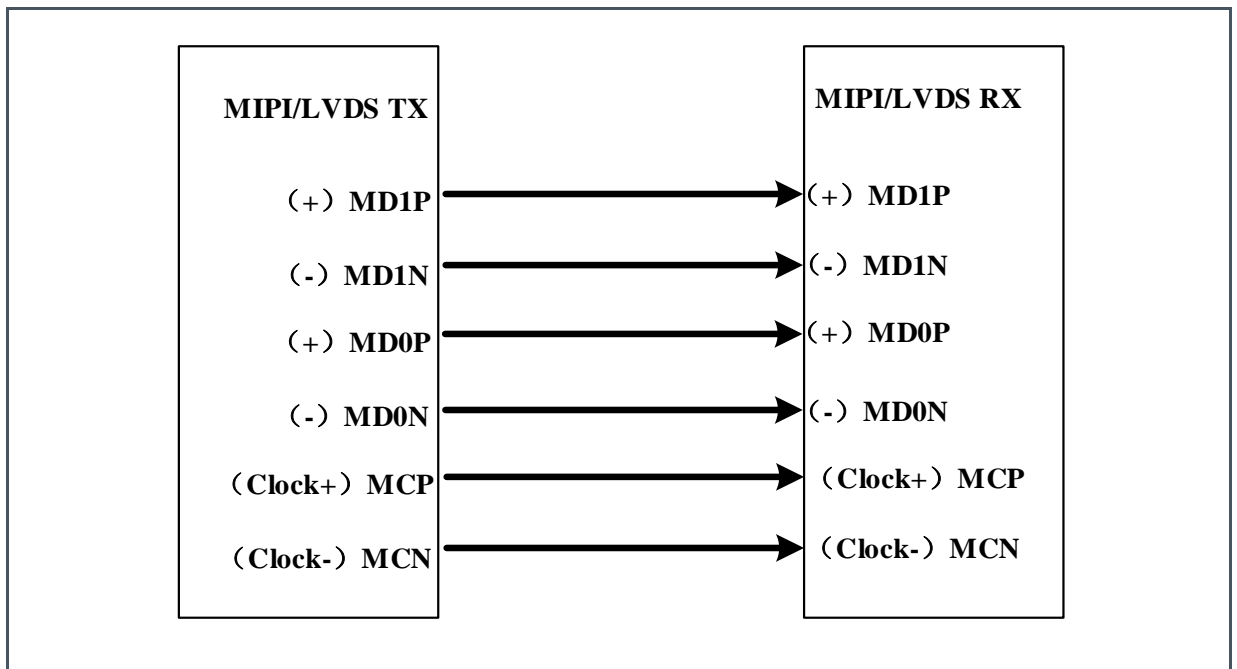 MIPI/LVDS TX
（+）MD1P
（-）MD1N
（+）MD0P
（-）MD0N
（Clock+）MCP
（Clock-）MCN
MIPI/LVDS RX
（+）MD1P
（-）MD1N
（+）MD0P
（-）MD0N
（Clock+）MCP
（Clock-）MCN